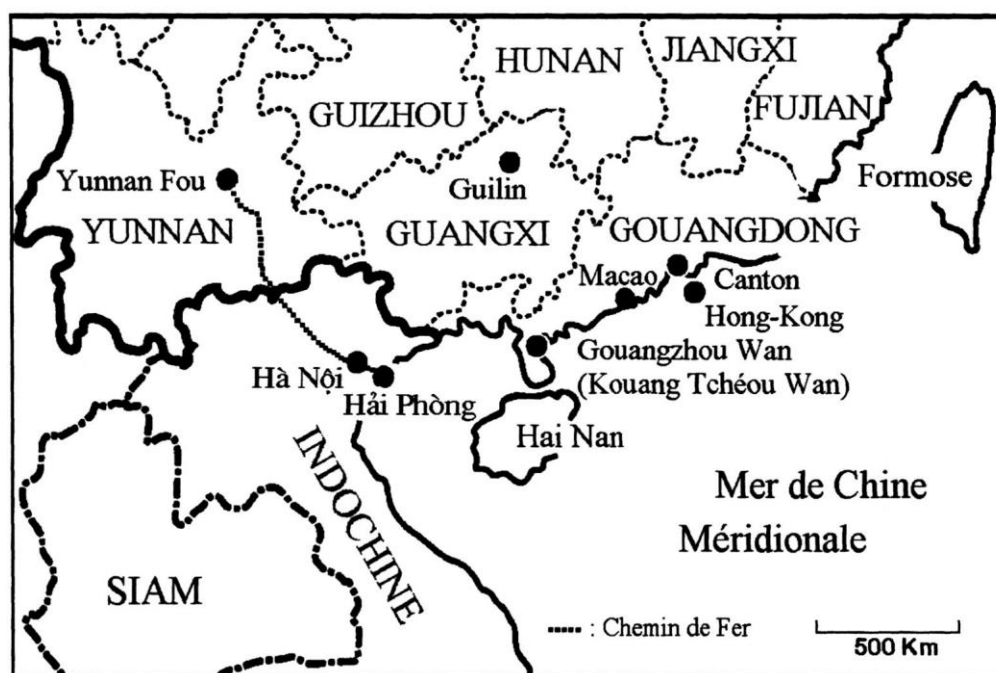 HUNAN
JIANGXI
GUIZHOU
FUJIAN
Yunnan Fou
Guilin
Formose
YUNNAN
GUANGXI
GOUANGDONG
Macao
Canton
Hong-Kong
Gouangzhou Wan
(Kouang Tchéou Wan)
Hà Nội
Hải Phòng
Hai Nan
INDOCHINE
Mer de Chine
Méridionale
SIAM
: Chemin de Fer
500 Km